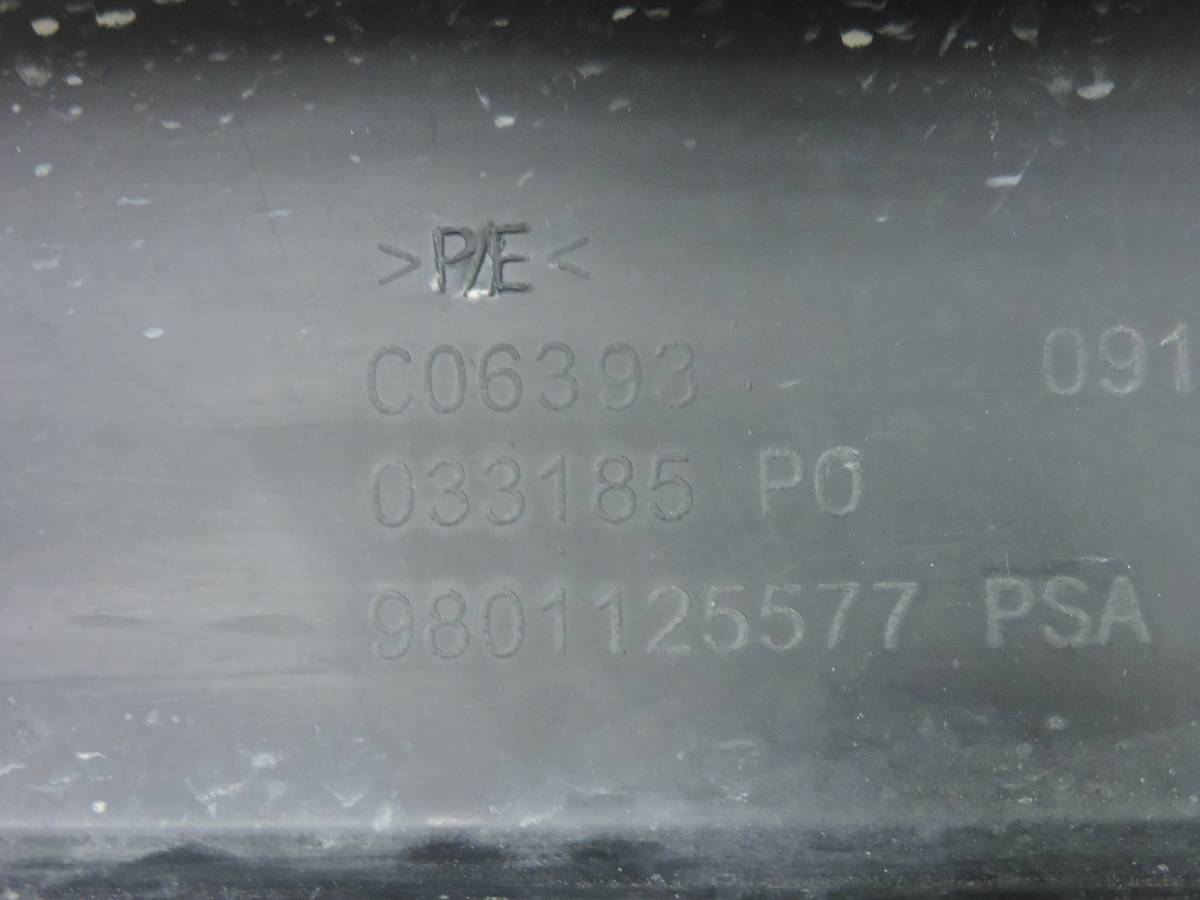 >P/E<
C06393 091
033185 P0
9801125577 PSA